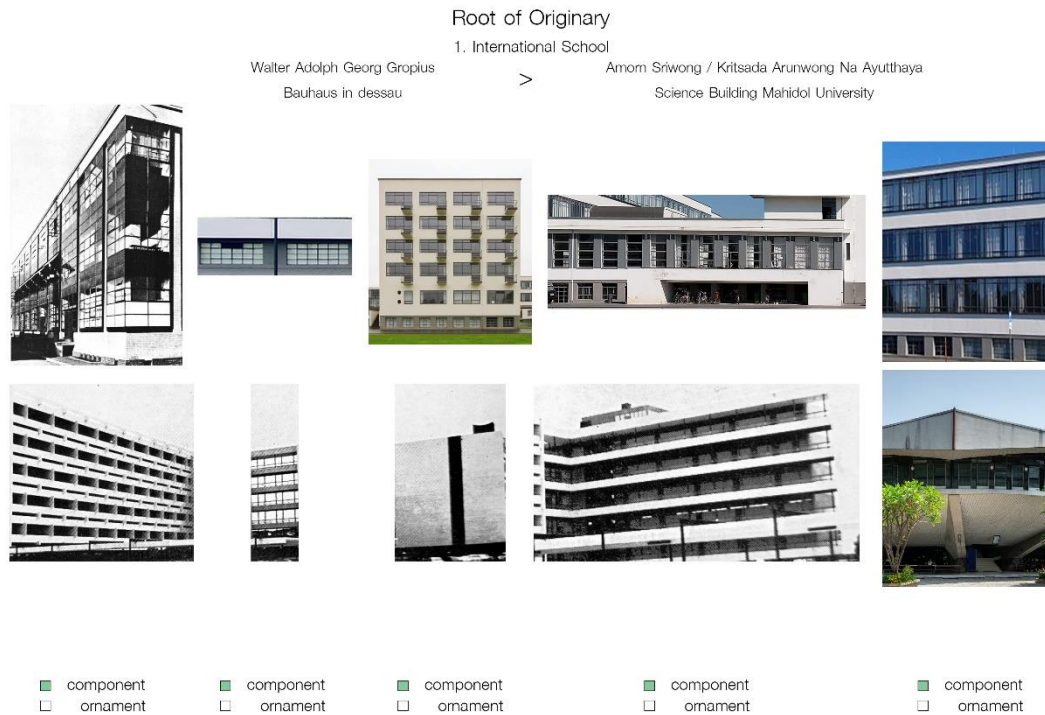 Root of Originary
1. International School
Walter Adolph Georg Gropius
Bauhaus in dessau
>
Amorn Sriwong / Kritsada Arunwong Na Ayutthaya
Science Building Mahidol University
component
ornament
component
ornament
component
ornament
component
ornament
component
ornament